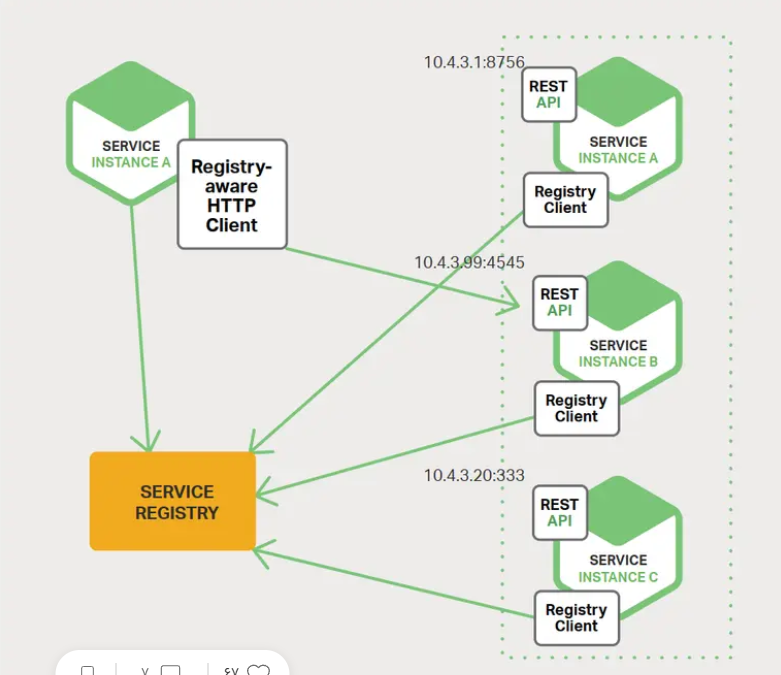 10.4.3.1:8756
REST
API
SERVICE
INSTANCE A
Registry-
aware
HTTP
Client
SERVICE
INSTANCE A
Registry
Client
10.4.3.99:4545
REST
API
SERVICE
INSTANCE B
Registry
Client
10.4.3.20:333
REST
API
SERVICE
REGISTRY
SERVICE
INSTANCE C
Registry
Client
۷
۶۷